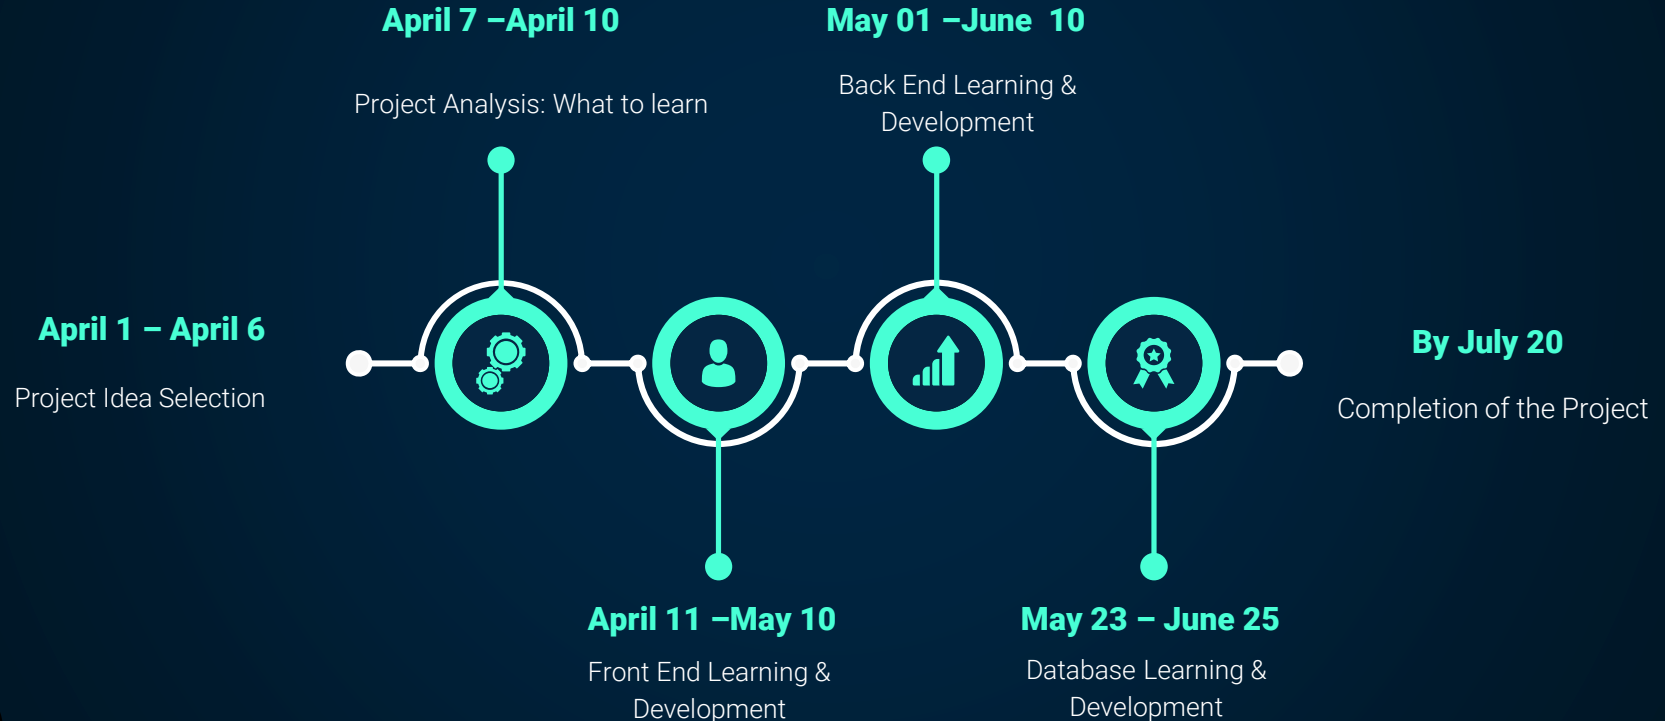 April 1 – April 6
Project Idea Selection
April 7 –April 10
Project Analysis: What to learn
April 11 –May 10
Front End Learning &
Development
May 01 –June  10
Back End Learning &
Development
May 23 – June 25
Database Learning &
Development
By July 20
Completion of the Project